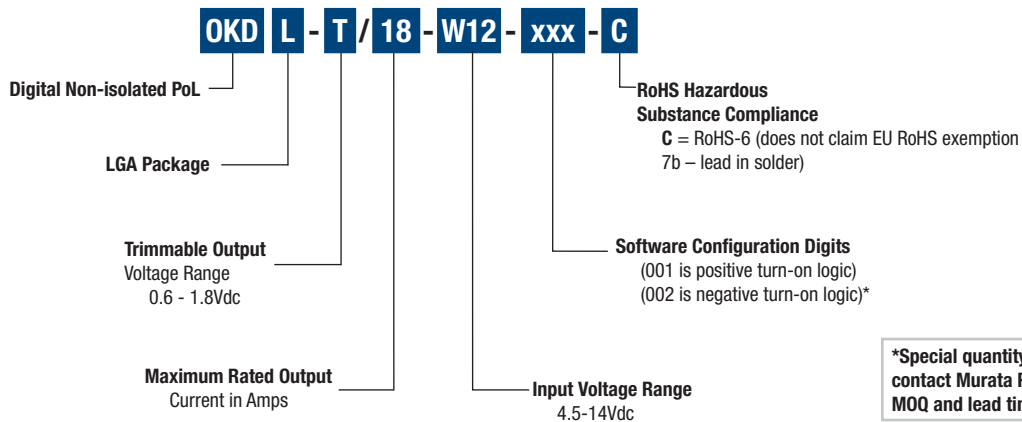 OKD L - T / 18 - W12 - xxx - C
Digital Non-isolated PoL
RoHS Hazardous
Substance Compliance
C = RoHS-6 (does not claim EU RoHS exemption
7b – lead in solder)
LGA Package
Trimmable Output
Voltage Range
0.6 - 1.8Vdc
Software Configuration Digits
(001 is positive turn-on logic)
(002 is negative turn-on logic)*
Maximum Rated Output
Current in Amps
Input Voltage Range
4.5-14Vdc
*Special quantity
contact Murata
MOQ and lead